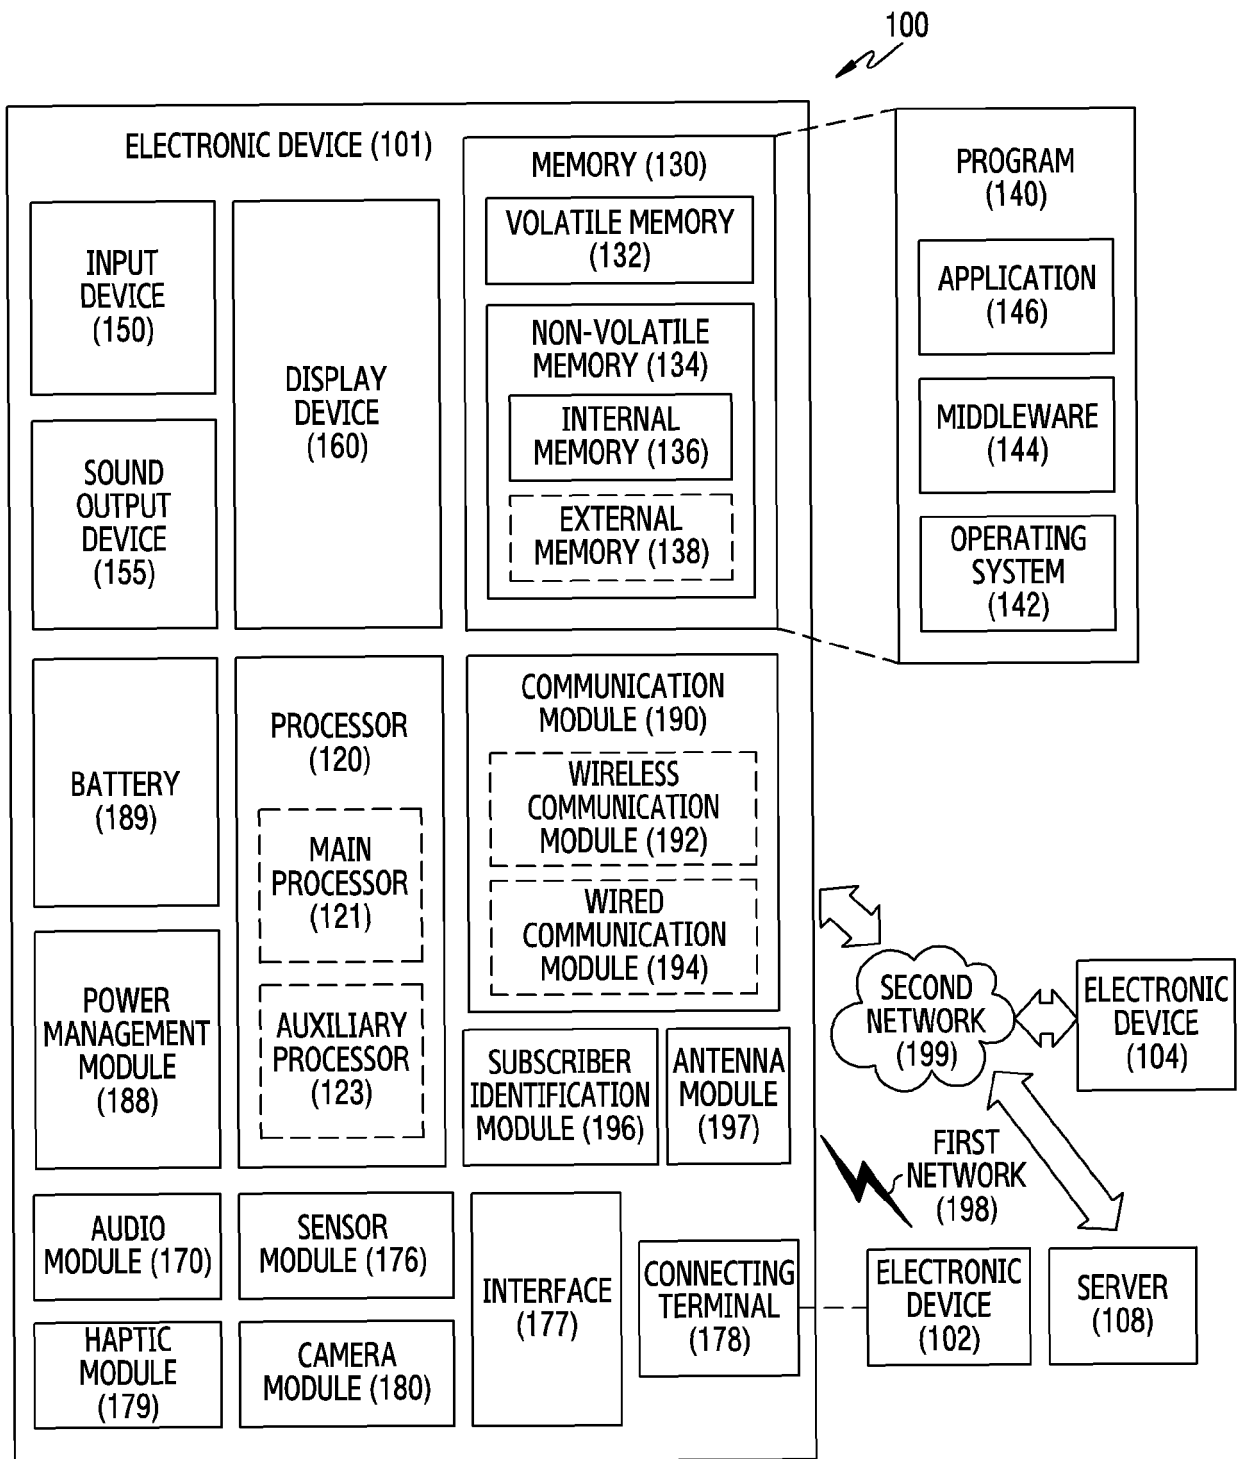 100
ELECTRONIC DEVICE (101)
INPUT
DEVICE
(150)
SOUND
OUTPUT
DEVICE
(155)
DISPLAY
DEVICE
(160)
MEMORY (130)
VOLATILE MEMORY
(132)
NON-VOLATILE
MEMORY (134)
INTERNAL
MEMORY (136)
EXTERNAL
MEMORY (138)
PROGRAM
(140)
APPLICATION
(146)
MIDDLEWARE
(144)
OPERATING
SYSTEM
(142)
BATTERY
(189)
POWER
MANAGEMENT
MODULE
(188)
PROCESSOR
(120)
MAIN
PROCESSOR
(121)
AUXILIARY
PROCESSOR
(123)
COMMUNICATION
MODULE (190)
WIRELESS
COMMUNICATION
MODULE (192)
WIRED
COMMUNICATION
MODULE (194)
SUBSCRIBER
IDENTIFICATION
MODULE (196)
ANTENNA
MODULE
(197)
SECOND
NETWORK
(199)
ELECTRONIC
DEVICE
(104)
FIRST
NETWORK
(198)
AUDIO
MODULE (170)
SENSOR
MODULE (176)
INTERFACE
(177)
CONNECTING
TERMINAL
(178)
ELECTRONIC
DEVICE
(102)
SERVER
(108)
HAPTIC
MODULE
(179)
CAMERA
MODULE (180)